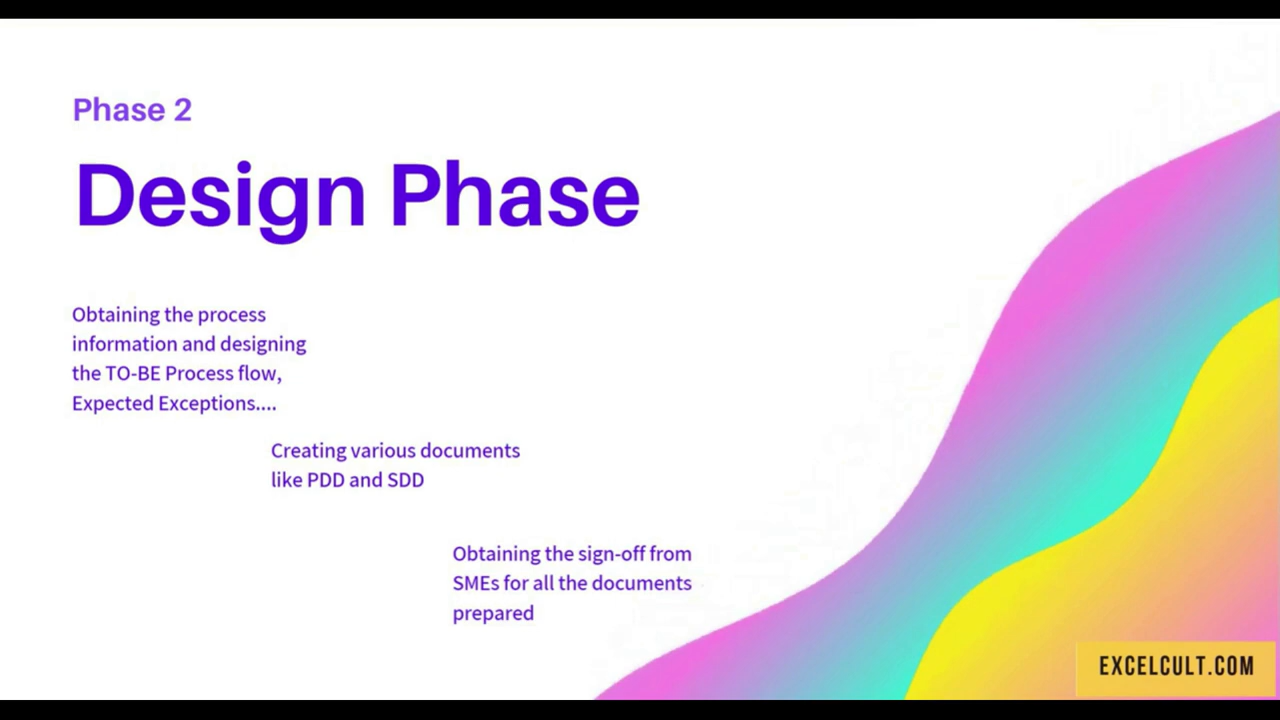 Phase 2
Design Phase
Obtaining the process
information and designing
the TO-BE Process flow,
Expected Exceptions....
Creating various documents
like PDD and SDD
Obtaining the sign-off from
SMEs for all the documents
prepared
EXCELCULT.COM